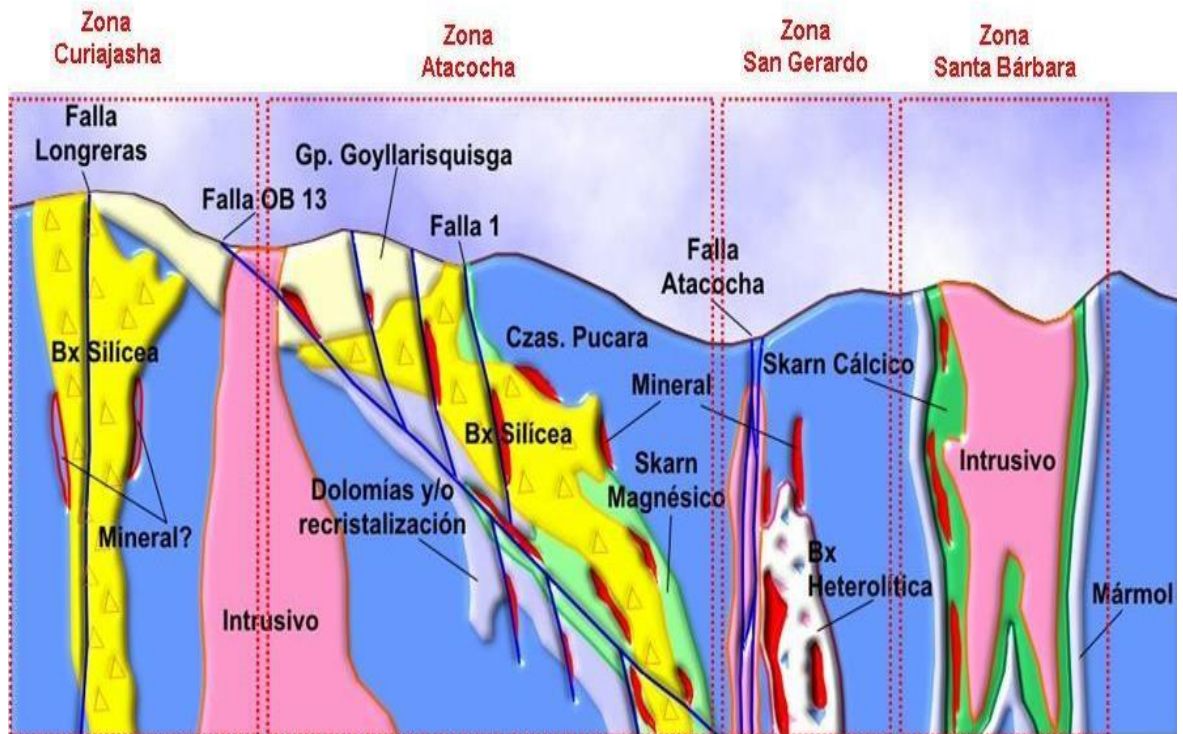 Zona
Curiajasha
Zona
Atacocha
Zona
San Gerardo
Zona
Santa Bárbara
Falla
Longreras
Gp. Goyllarisquisga
Falla OB 13
Falla 1
Falla
Atacocha
Czas. Pucara
Bx Silícea
Mineral
Skarn Cálcico
Bx Silícea
Intrusivo
Skarn
Magnésico
Dolomías y/o
recristalización
Mineral?
Bx
Heterolítica
Mármol
Intrusivo